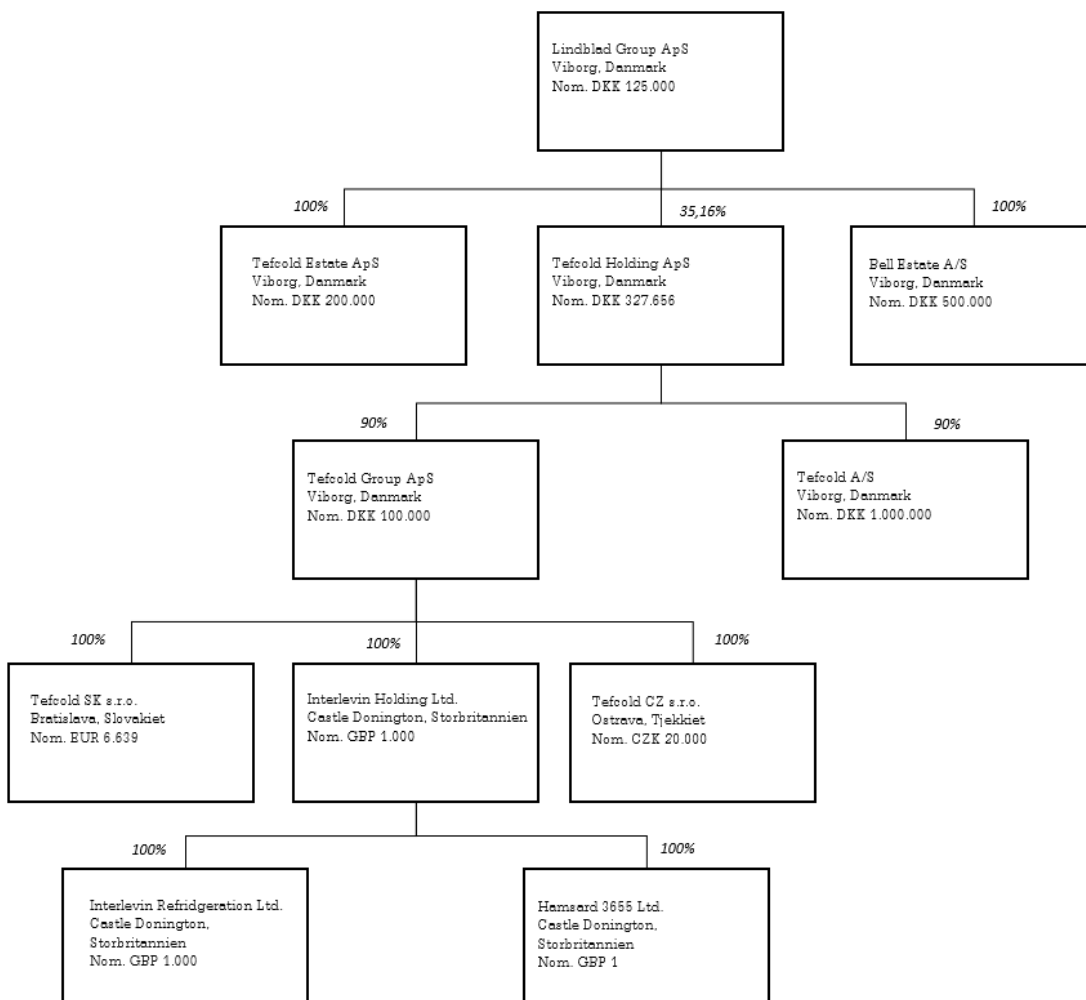 Lindblad Group ApS
Viborg, Danmark
Nom. DKK 125.000
100%
35,16%
100%
Tefcold Estate ApS
Viborg, Danmark
Nom. DKK 200.000
Tefcold Holding ApS
Viborg, Danmark
Nom. DKK 327.656
Bell Estate A/S
Viborg, Danmark
Nom. DKK 500.000
90%
90%
Tefcold Group ApS
Viborg, Danmark
Nom. DKK 100.000
Tefcold A/S
Viborg, Danmark
Nom. DKK 1.000.000
100%
100%
100%
Tefcold SK s.r.o.
Bratislava, Slovakiet
Nom. EUR 6.639
Interlevin Holding Ltd.
Castle Donington, Storbritannien
Nom. GBP 1.000
Tefcold CZ s.r.o.
Ostrava, Tjekkiet
Nom. CZK 20.000
100%
100%
Interlevin Refridgeration Ltd.
Castle Donington,
Storbritannien
Nom. GBP 1.000
Hamsard 3655 Ltd.
Castle Donington,
Storbritannien
Nom. GBP 1